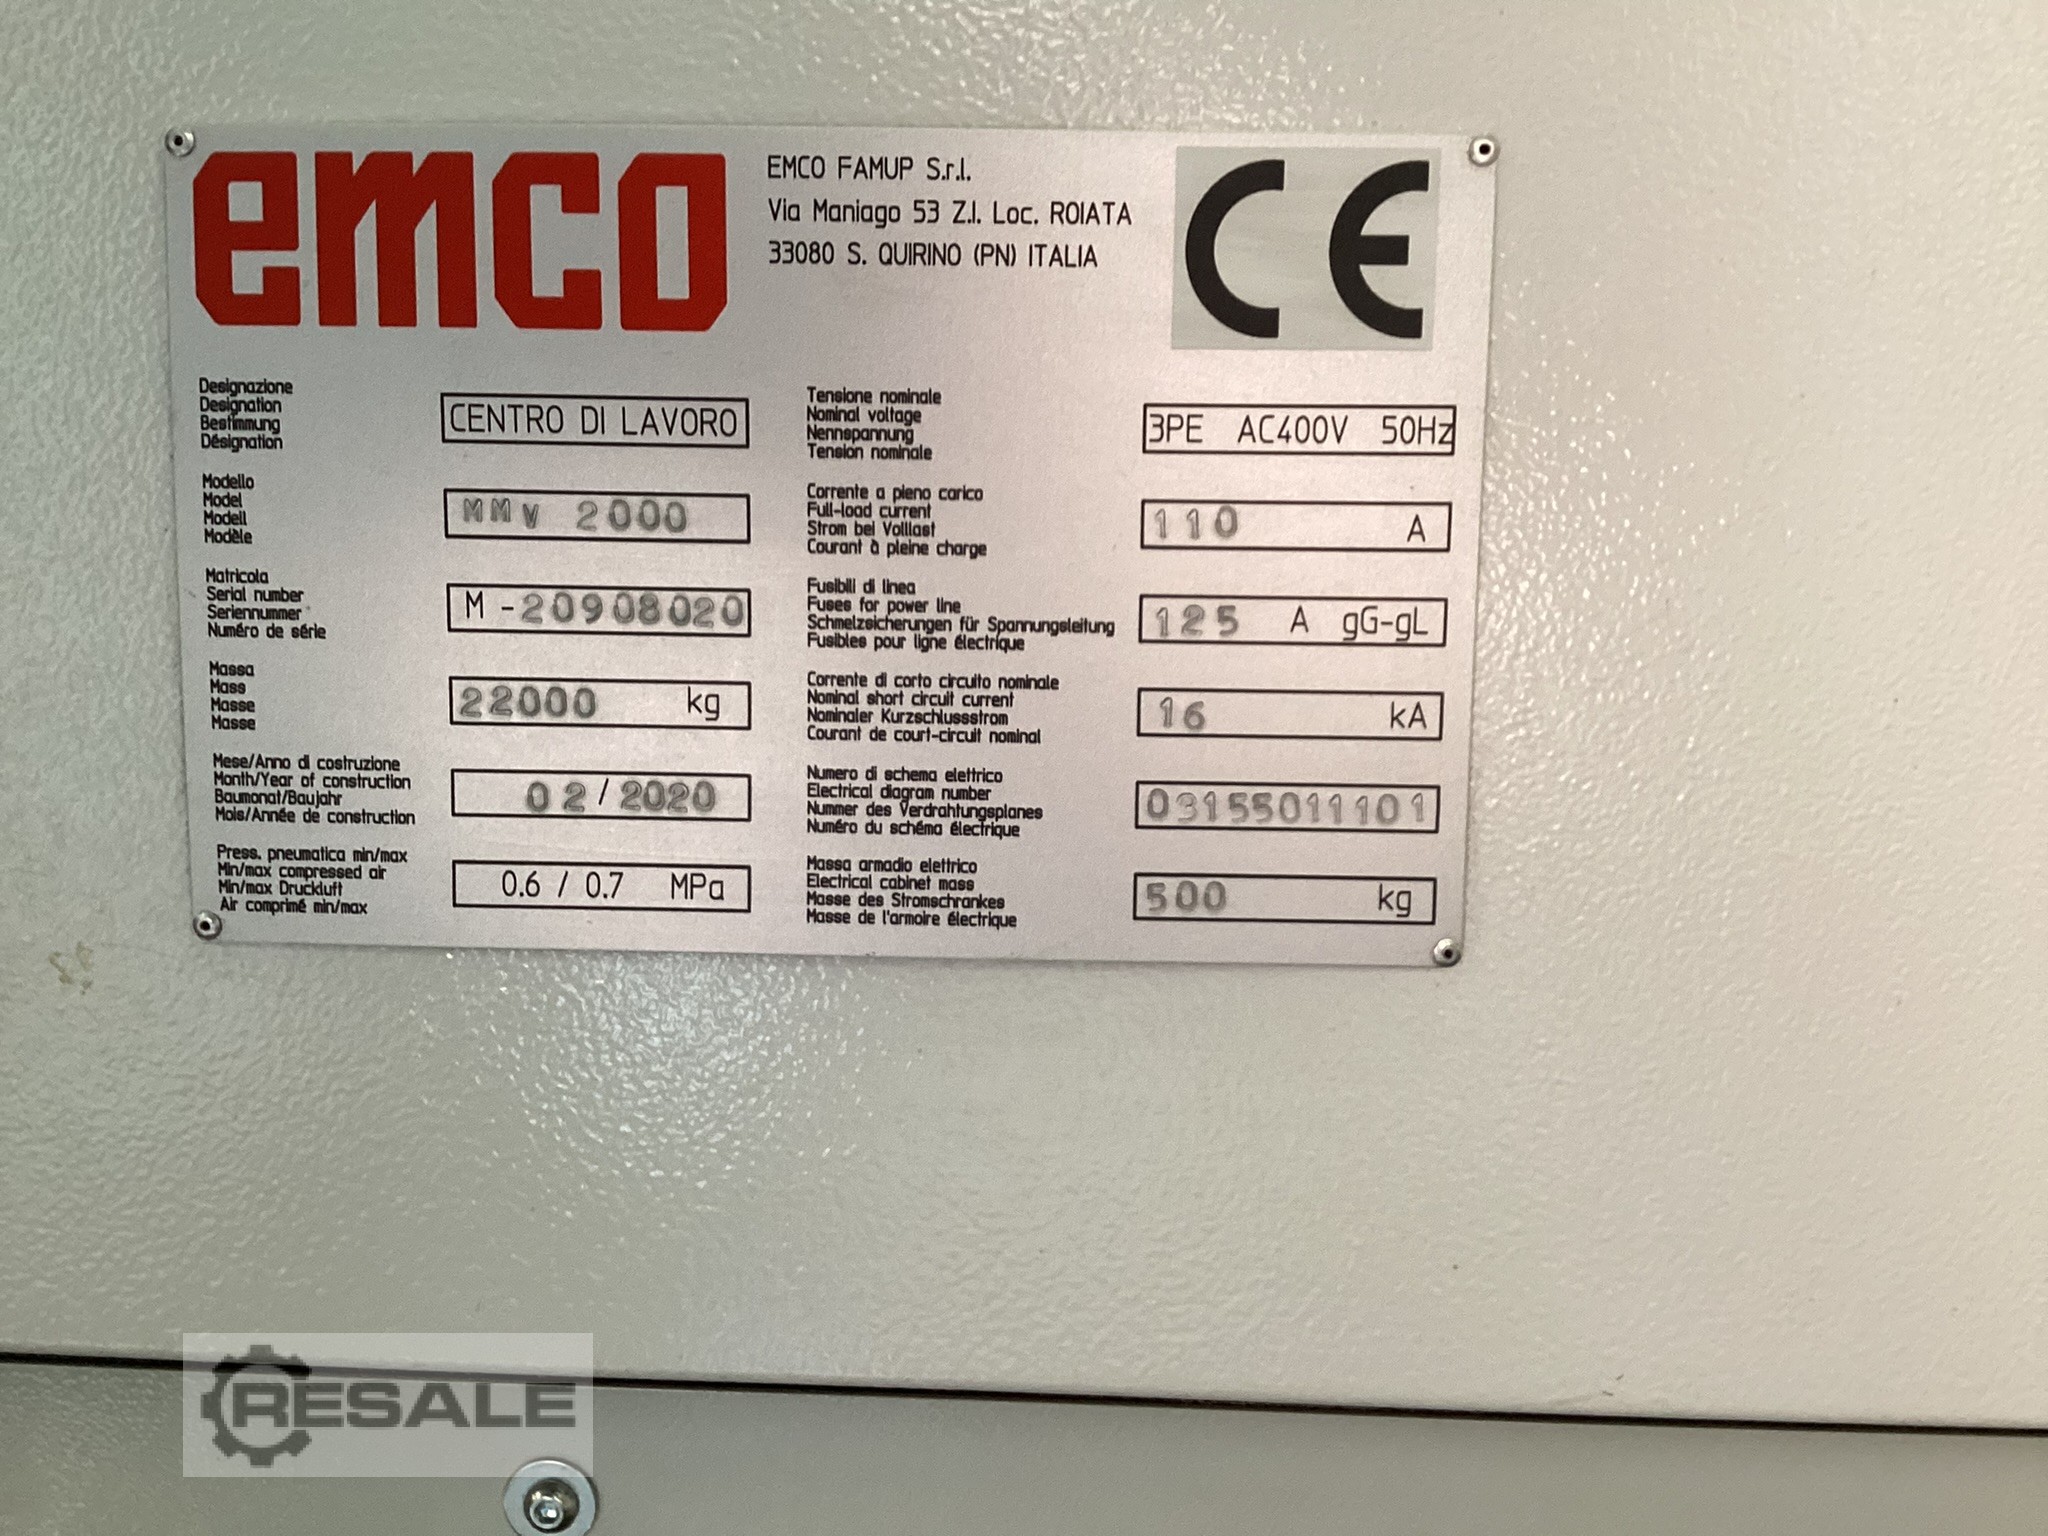 emco
EMCO FAMUP S.r.l.
Via Maniago 53 Z.I. Loc. ROIATA
33080 S. QUIRINO (PN) ITALIA
CE
Designazione
Designation
Bestimmung
Désignation
CENTRO DI LAVORO
Modello
Model
Modell
Modèle
MMV 2000
Matricola
Serial number
Seriennummer
Numéro de série
M - 20908020
Massa
Mass
Masse
Masse
22000 kg
Mese/Anno di costruzione
Month/Year of construction
Baumonat/Baujahr
Mois/Année de construction
02 / 2020
Press. pneumatica min/max
Min/max compressed air
Min/max Druckluft
Air comprimé min/max
0.6 / 0.7 MPa
Tensione nominale
Nominal voltage
Nennspannung
Tension nominale
3PE AC400V 50Hz
Corrente a pieno carico
Full-load current
Strom bei Volllast
Courant à pleine charge
110 A
Fusibili di linea
Fuses for power line
Schmelzsicherungen für Spannungsleitung
Fusibles pour ligne électrique
125 A gG-gL
Corrente di corto circuito nominale
Nominal short circuit current
Nominaler Kurzschlussstrom
Courant de court-circuit nominal
16 kA
Numero di schema elettrico
Electrical diagram number
Nummer des Verdrahtungsplanes
Numéro du schéma électrique
03155011101
Massa armadio elettrico
Electrical cabinet mass
Masse des Stromschrankes
Masse de l'armoire électrique
500 kg
RESALE